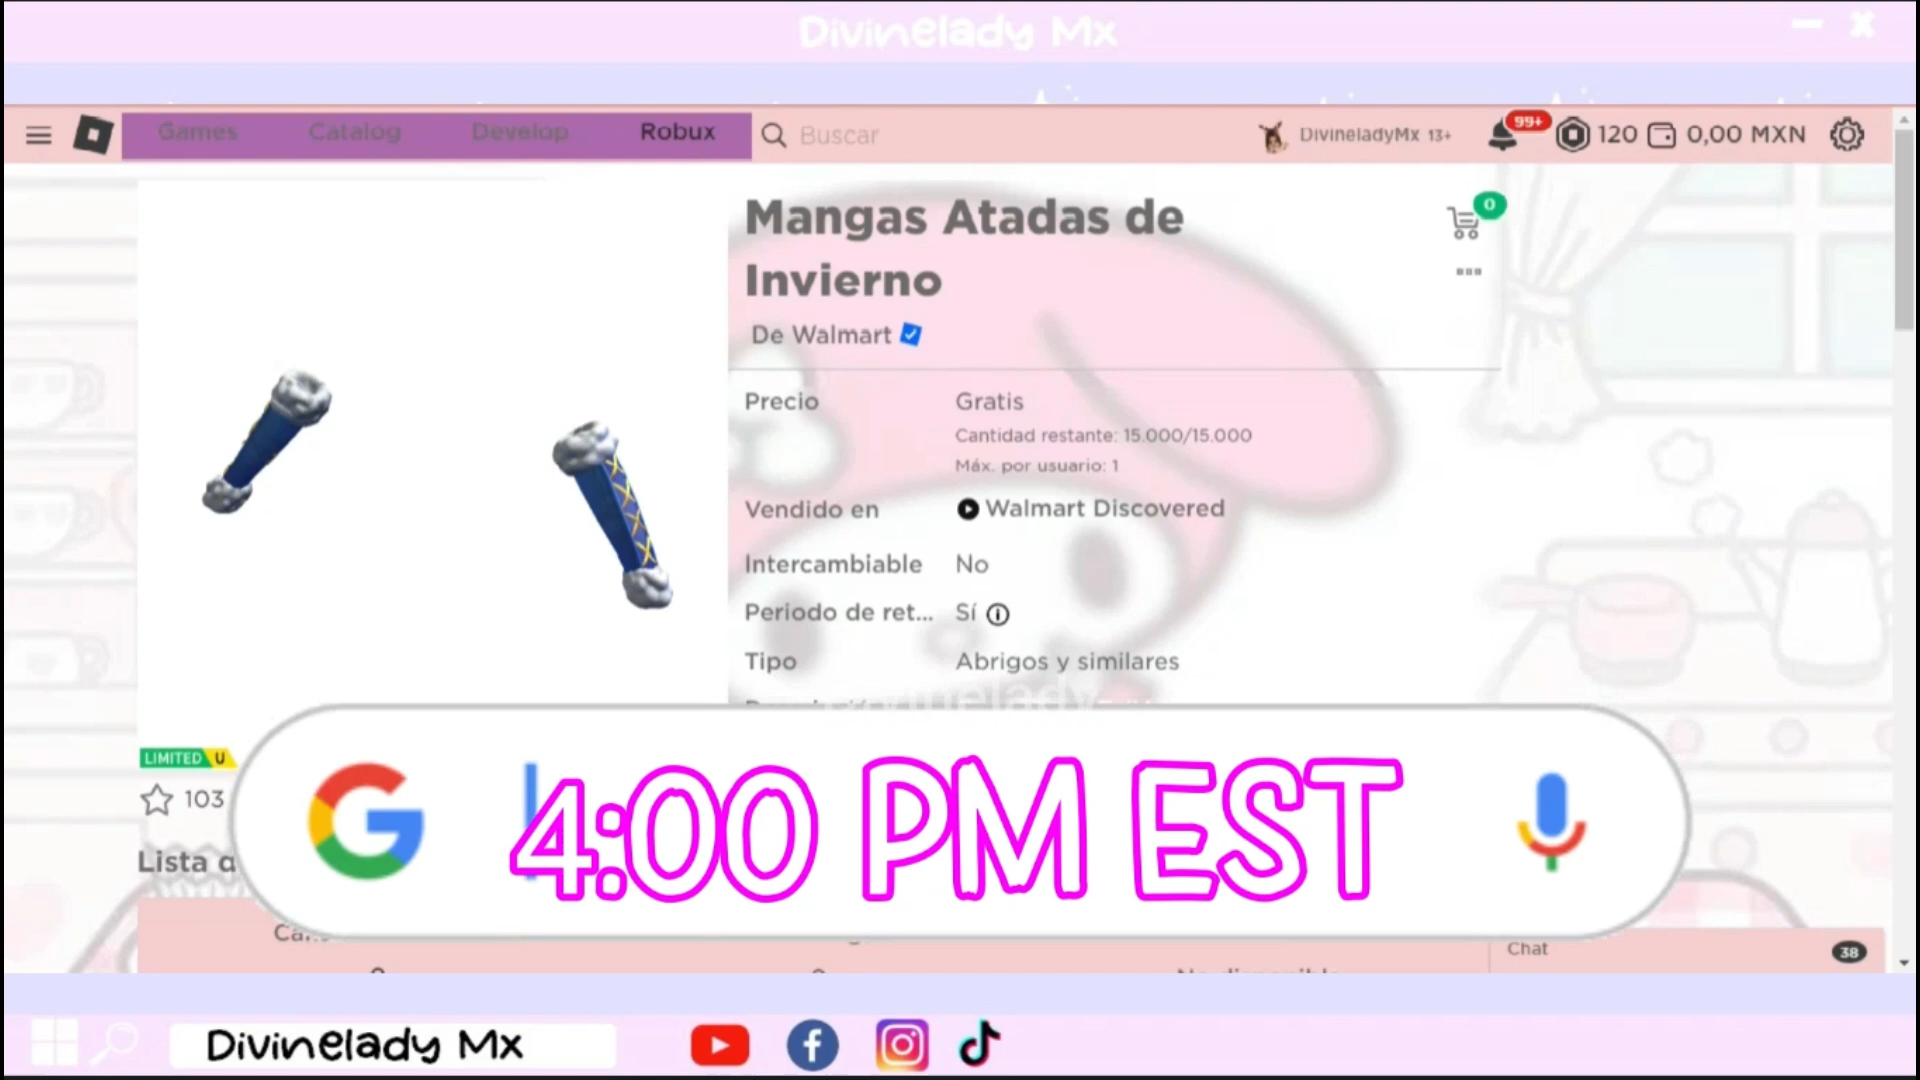 Divinelady Mx
Games Catalog Develop Robux Buscar DivineladyMx 13+ 99+ 120 0,00 MXN
Mangas Atadas de
Invierno
0
De Walmart
Precio Gratis
Cantidad restante: 15.000/15.000
Máx. por usuario: 1
Vendido en Walmart Discovered
Intercambiable No
Periodo de ret... Sí
Tipo Abrigos y similares
Divinelady
LIMITED U
103
4:00 PM EST
Lista
Chat 38
Divinelady Mx